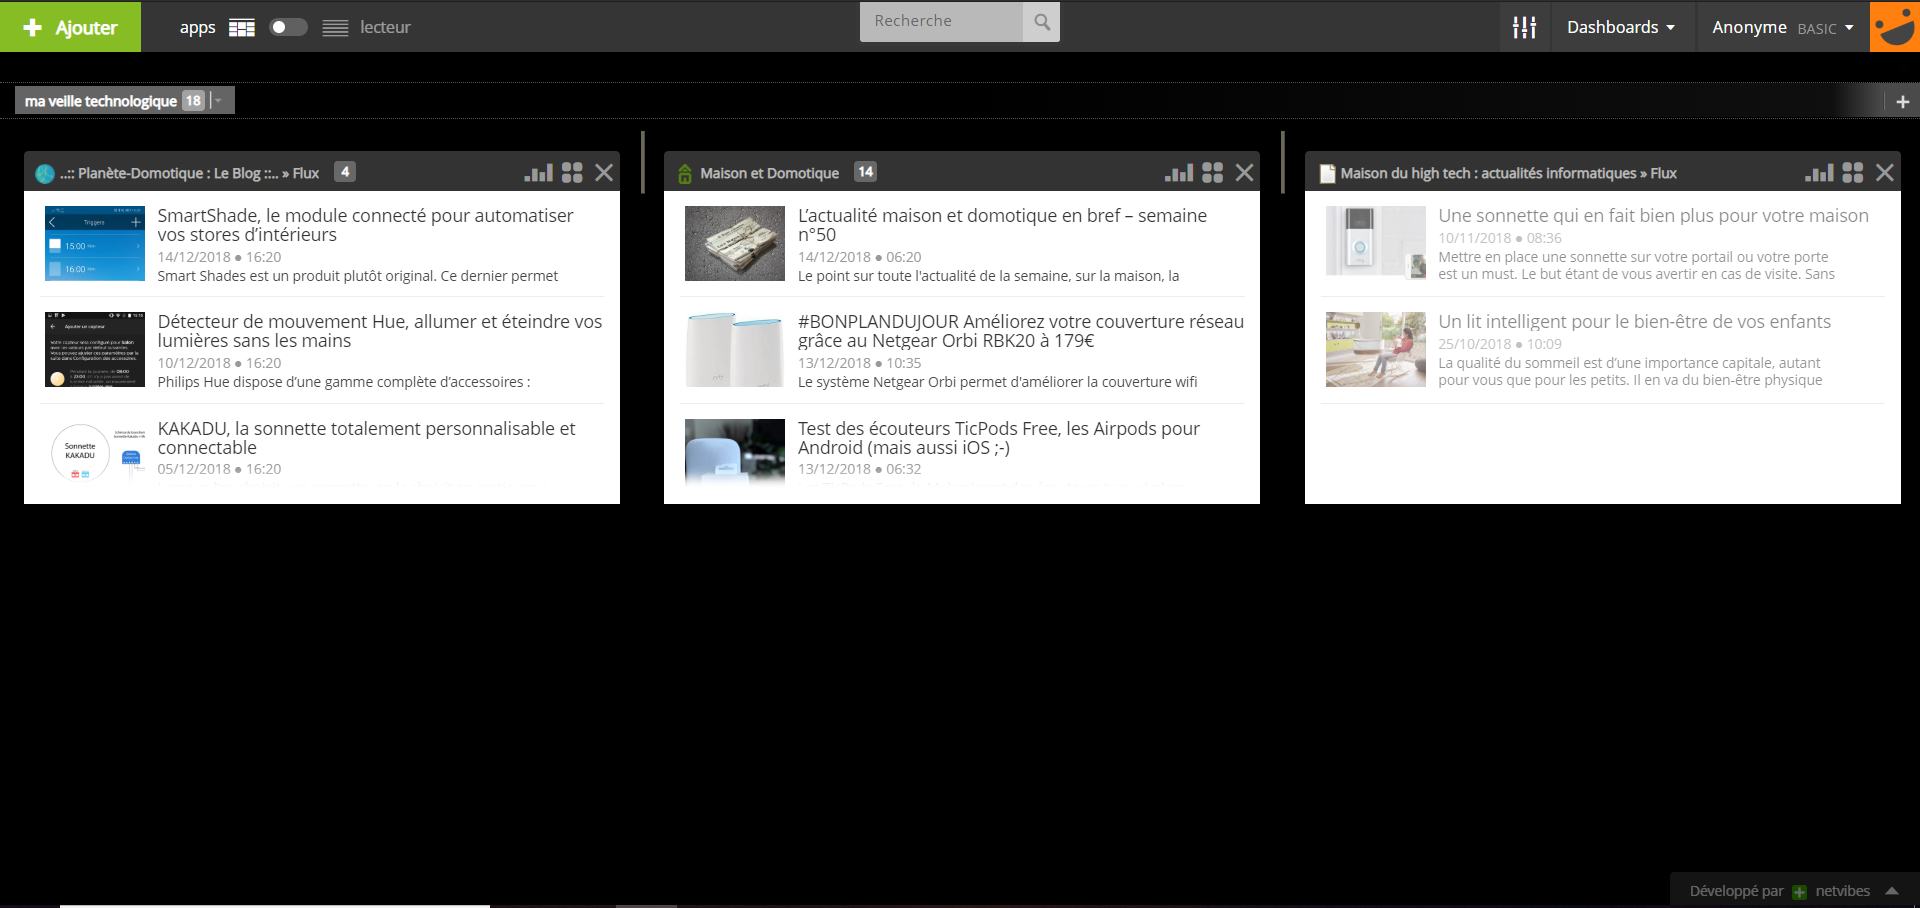 Ajouter
apps
lecteur
Recherche
Dashboards
Anonyme BASIC
ma veille technologique 18
..:: Planète-Domotique : Le Blog ::.. » Flux 4
SmartShade, le module connecté pour automatiser
vos stores d’intérieurs
14/12/2018 ● 16:20
Smart Shades est un produit plutôt original. Ce dernier permet
Triggers
15:00
16:00
Détecteur de mouvement Hue, allumer et éteindre vos
lumières sans les mains
10/12/2018 ● 16:20
Philips Hue dispose d’une gamme complète d’accessoires :
Ajouter un capteur
KAKADU, la sonnette totalement personnalisable et
connectable
05/12/2018 ● 16:20
Sonnette
KAKADU
Maison et Domotique 14
L’actualité maison et domotique en bref – semaine
n°50
14/12/2018 ● 06:20
Le point sur toute l'actualité de la semaine, sur la maison, la
#BONPLANDUJOUR Améliorez votre couverture réseau
grâce au Netgear Orbi RBK20 à 179€
13/12/2018 ● 10:35
Le système Netgear Orbi permet d'améliorer la couverture wifi
Test des écouteurs TicPods Free, les Airpods pour
Android (mais aussi iOS ;-)
13/12/2018 ● 06:32
Maison du high tech : actualités informatiques » Flux
Une sonnette qui en fait bien plus pour votre maison
10/11/2018 ● 08:36
Mettre en place une sonnette sur votre portail ou votre porte
est un must. Le but étant de vous avertir en cas de visite. Sans
Un lit intelligent pour le bien-être de vos enfants
25/10/2018 ● 10:09
La qualité du sommeil est d’une importance capitale, autant
pour vous que pour les petits. Il en va du bien-être physique
Développé par netvibes